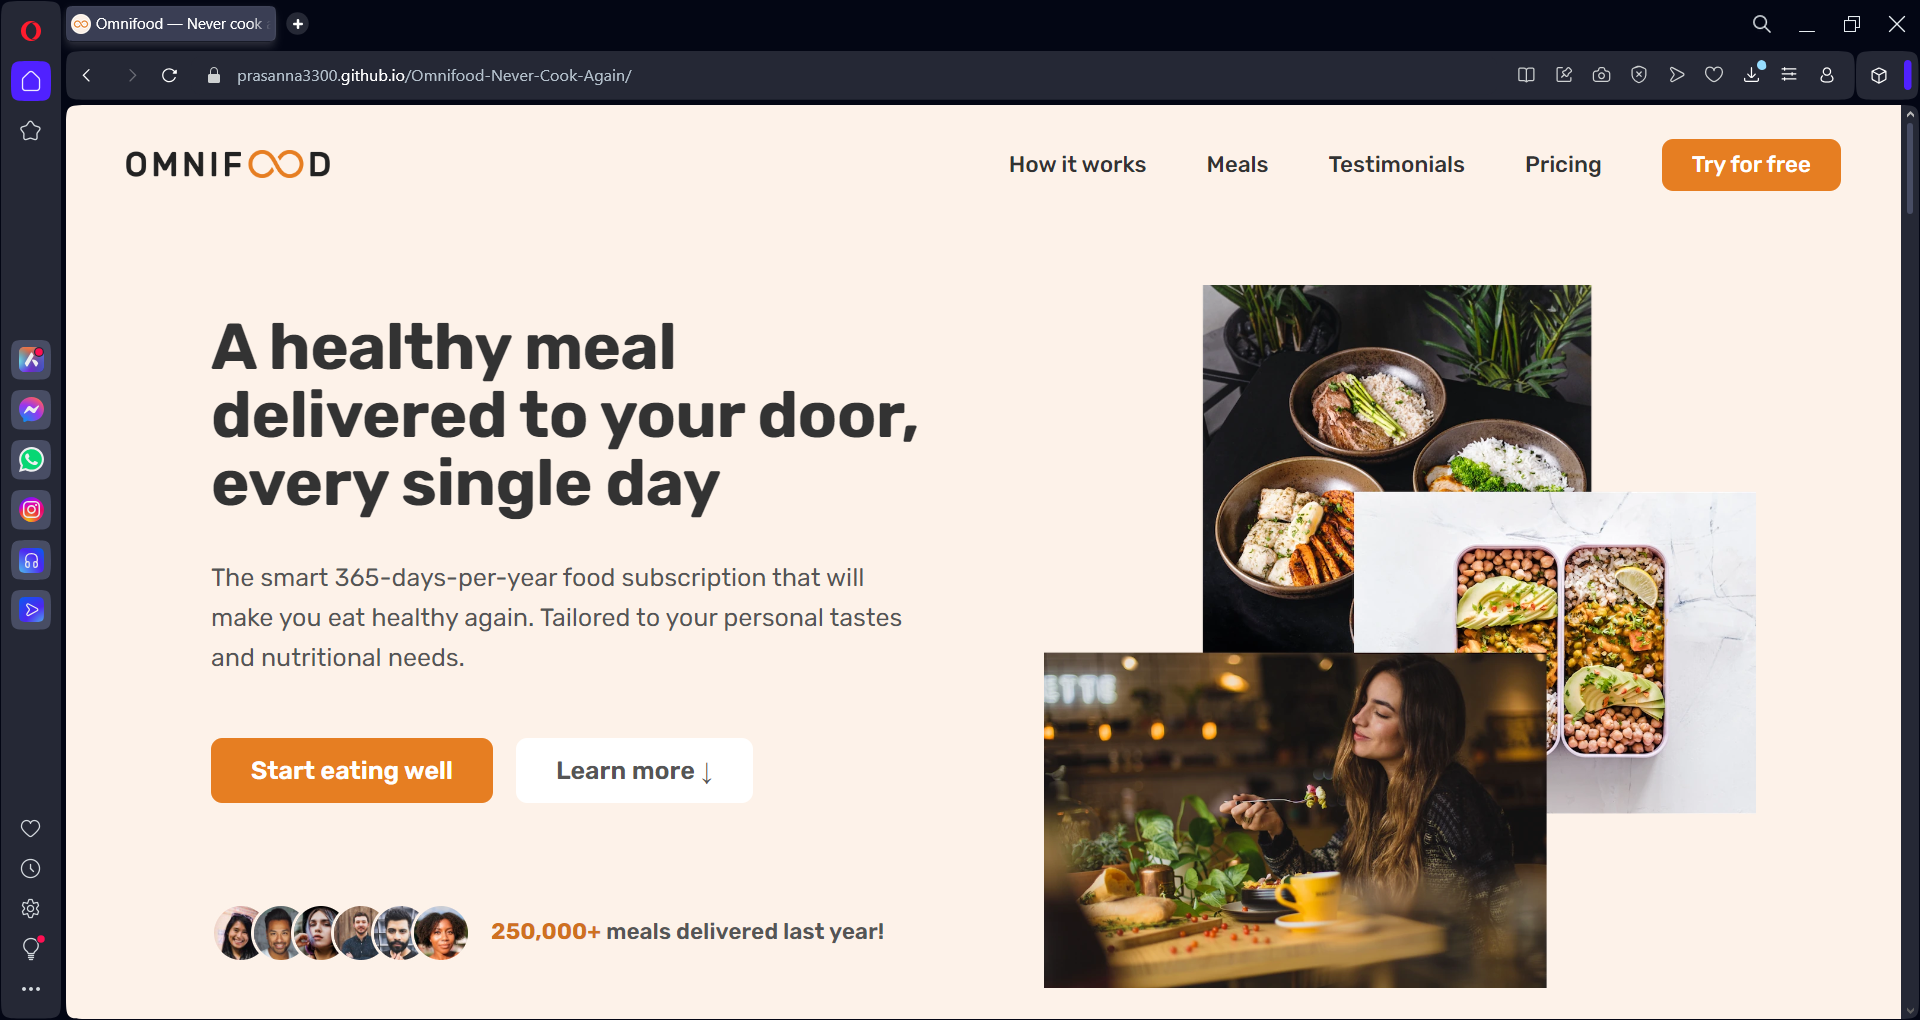 Omnifood — Never cook
prasanna3300.github.io/Omnifood-Never-Cook-Again/
OMNIFOOD
How it works
Meals
Testimonials
Pricing
Try for free
A healthy meal
delivered to your door,
every single day
The smart 365-days-per-year food subscription that will
make you eat healthy again. Tailored to your personal tastes
and nutritional needs.
Start eating well
Learn more ↓
250,000+ meals delivered last year!